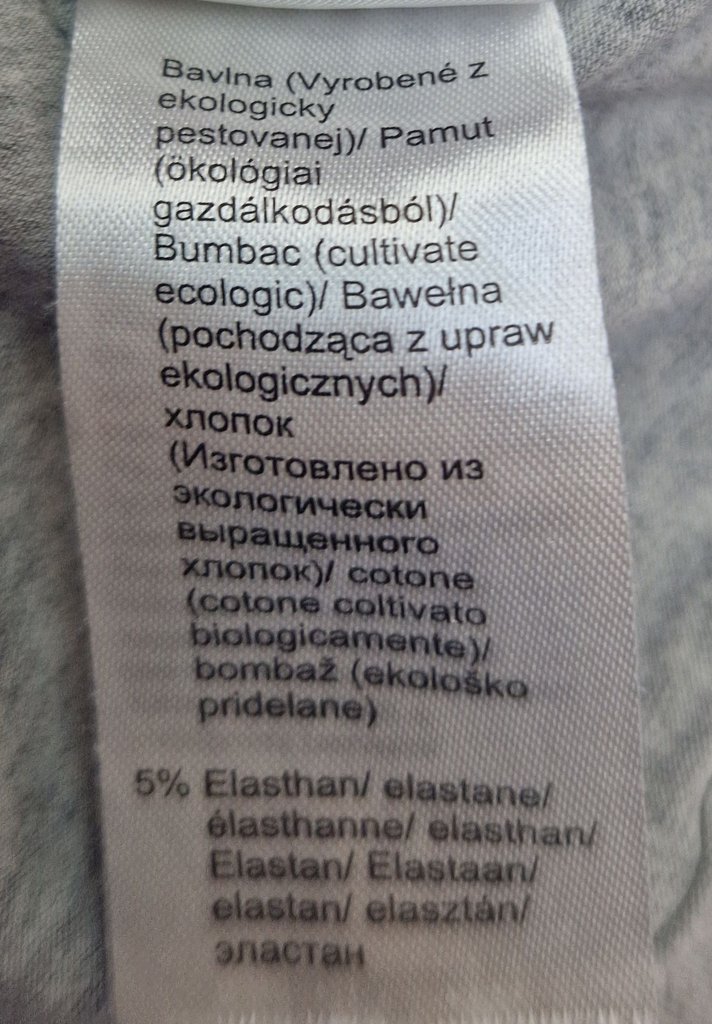 Bavlna (Vyrobené z
ekologicky
pestovanej)/ Pamut
(ökológiai
gazdálkodásból)/
Bumbac (cultivate
ecologic)/ Bawełna
(pochodząca z upraw
ekologicznych)/
хлопок
(Изготовлено из
экологически
выращенного
хлопок)/ cotone
(cotone coltivato
biologicamente)/
bombaž (ekološko
pridelane)
5% Elasthan/ elastane/
élasthanne/ elasthan/
Elastan/ Elastaan/
elastan/ elasztán/
эластан